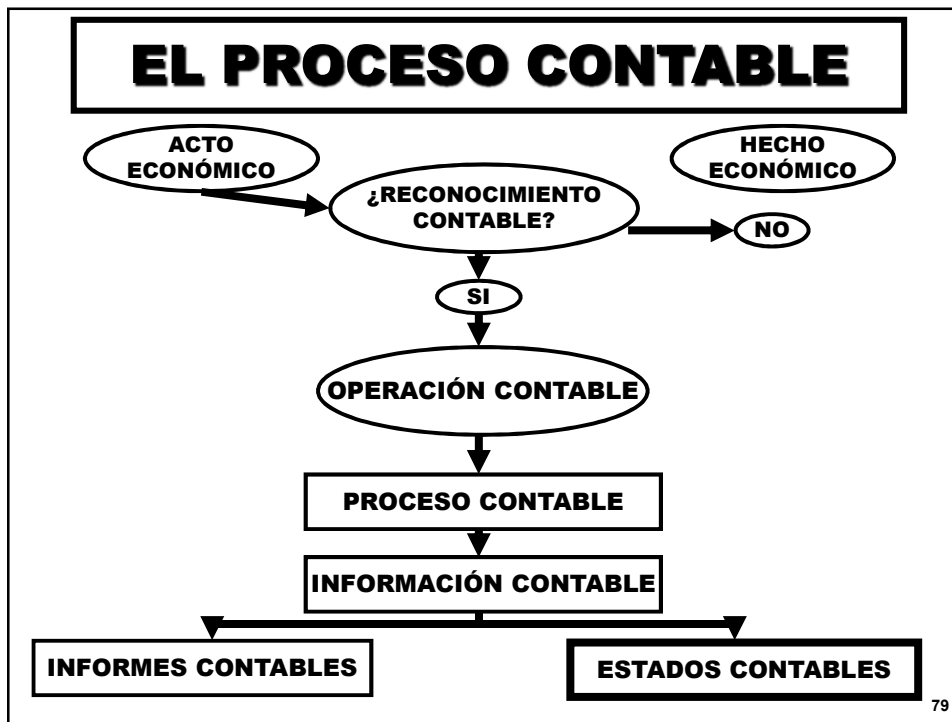 EL PROCESO CONTABLE
ACTO
ECONÓMICO
HECHO
ECONÓMICO
¿RECONOCIMIENTO
CONTABLE?
NO
SI
OPERACIÓN CONTABLE
PROCESO CONTABLE
INFORMACIÓN CONTABLE
INFORMES CONTABLES
ESTADOS CONTABLES
79